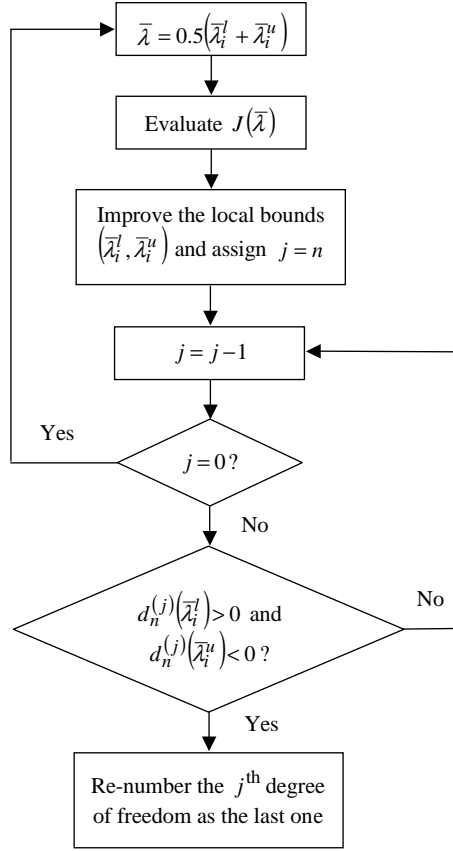 λ̄ = 0.5(λ̄ᵢˡ + λ̄ᵢᵘ)
Evaluate J(λ̄)
Improve the local bounds
(λ̄ᵢˡ, λ̄ᵢᵘ) and assign j = n
j = j−1
Yes
j = 0 ?
No
dₙ⁽ʲ⁾(λ̄ᵢˡ) > 0 and
No
dₙ⁽ʲ⁾(λ̄ᵢᵘ) < 0 ?
Yes
Re-number the jᵗʰ degree
of freedom as the last one